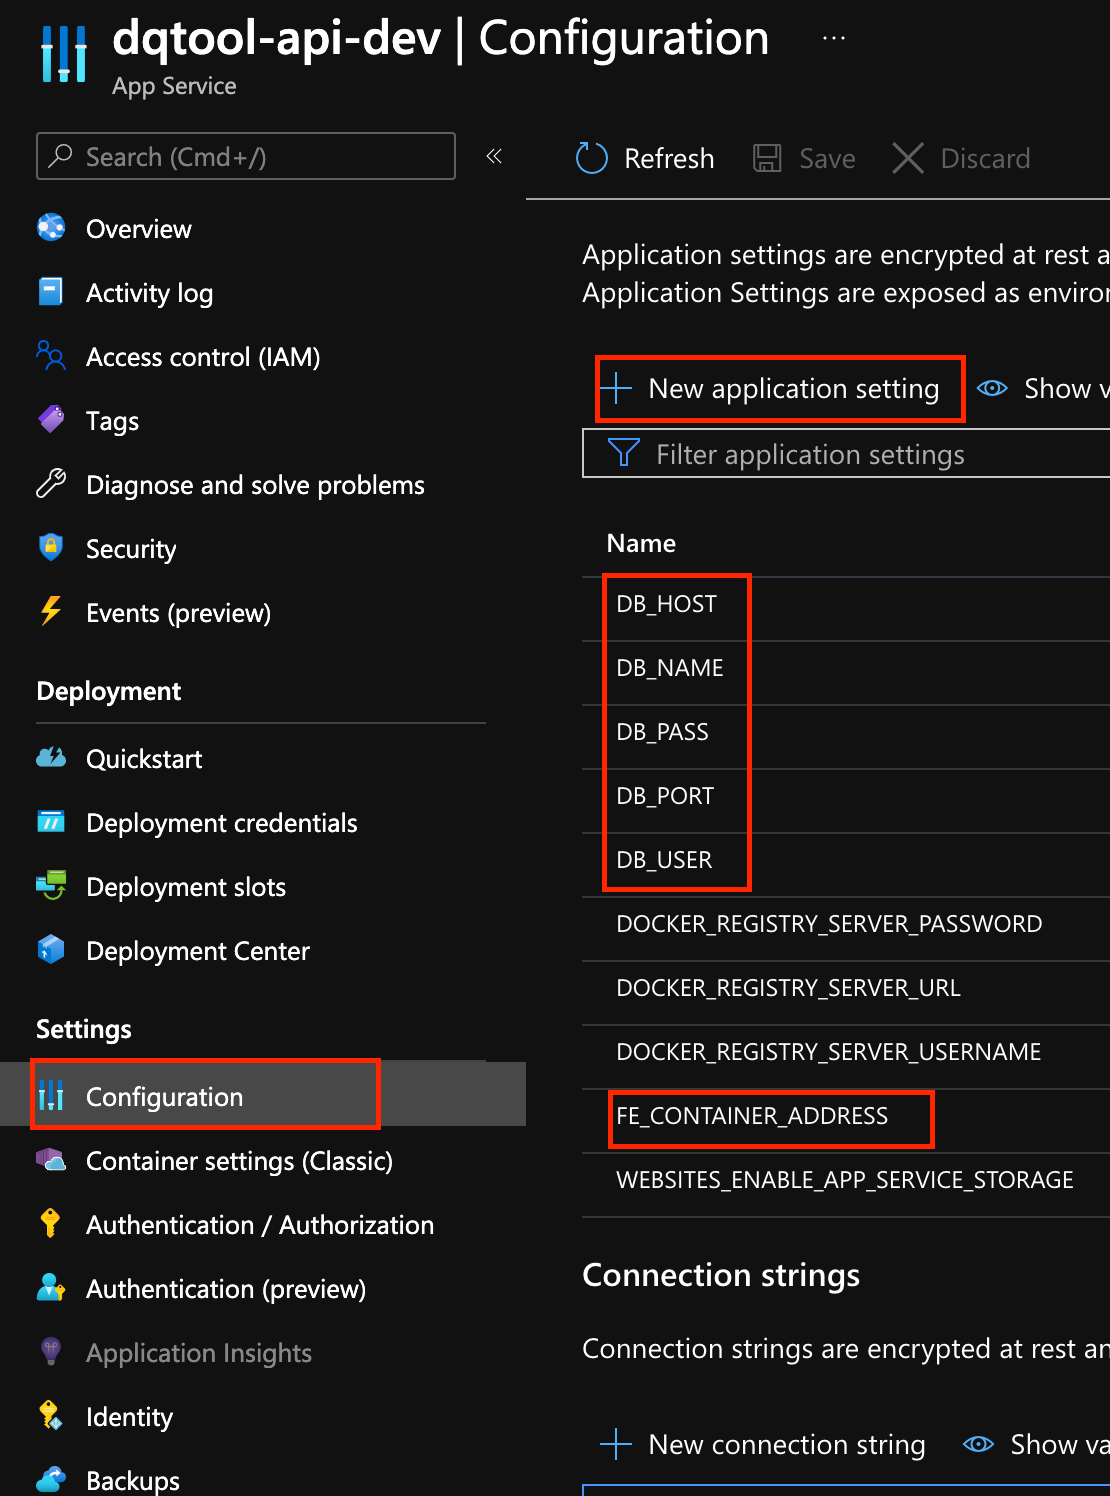 dqtool-api-dev | Configuration ...
App Service
Search (Cmd+/)
«
Overview
Activity log
Access control (IAM)
Tags
Diagnose and solve problems
Security
Events (preview)
Deployment
Quickstart
Deployment credentials
Deployment slots
Deployment Center
Settings
Configuration
Container settings (Classic)
Authentication / Authorization
Authentication (preview)
Application Insights
Identity
Backups
Refresh Save Discard
Application settings are encrypted at rest a
Application Settings are exposed as enviror
New application setting Show v
Filter application settings
Name
DB_HOST
DB_NAME
DB_PASS
DB_PORT
DB_USER
DOCKER_REGISTRY_SERVER_PASSWORD
DOCKER_REGISTRY_SERVER_URL
DOCKER_REGISTRY_SERVER_USERNAME
FE_CONTAINER_ADDRESS
WEBSITES_ENABLE_APP_SERVICE_STORAGE
Connection strings
Connection strings are encrypted at rest an
New connection string Show va